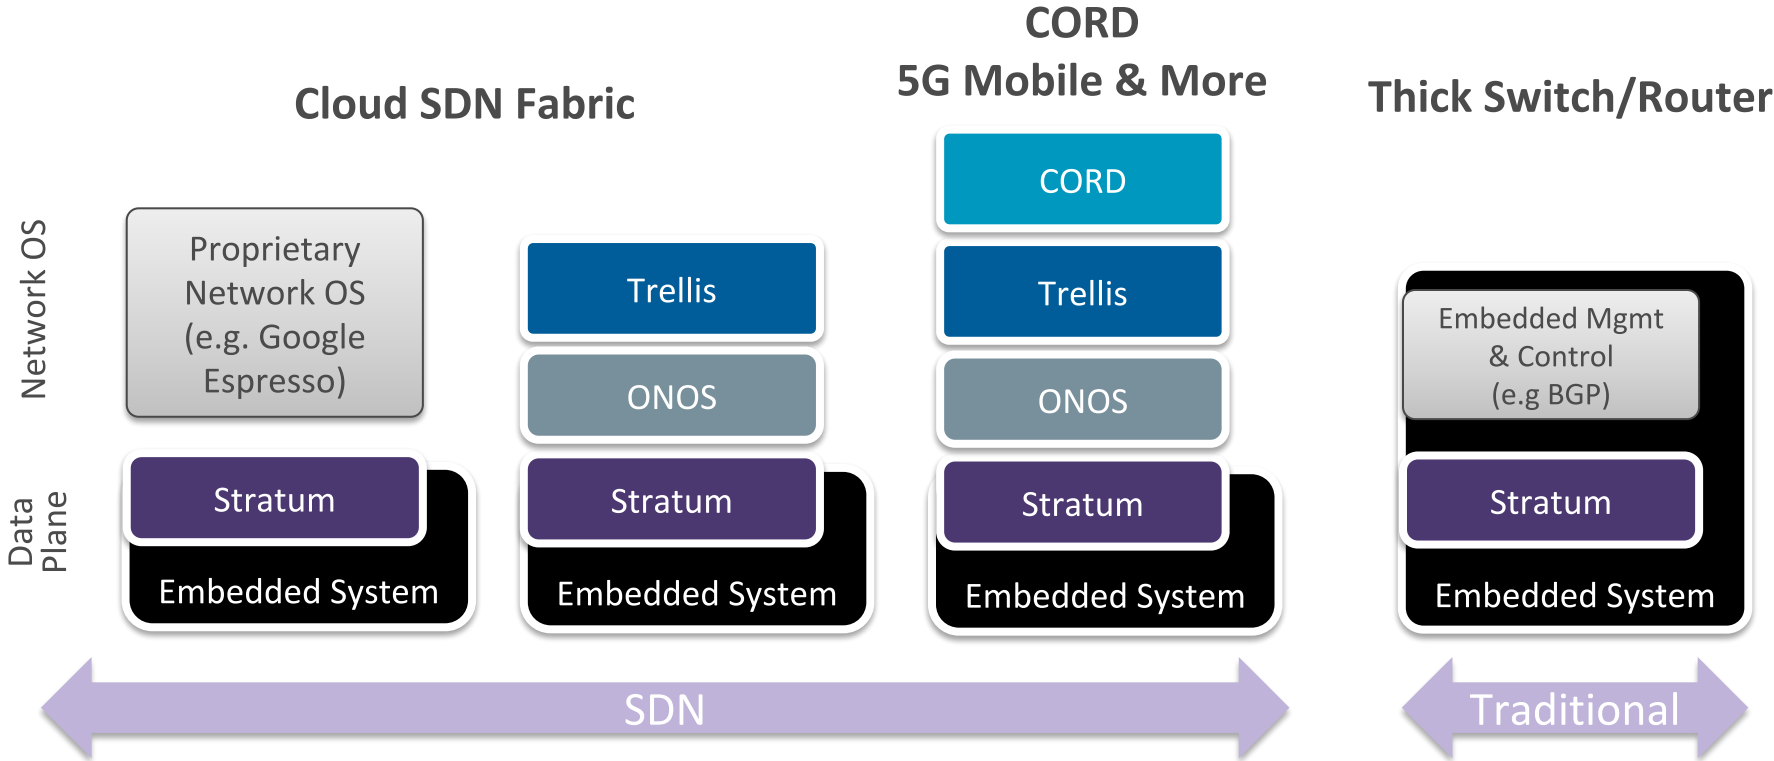 CORD
5G Mobile & More
Cloud SDN Fabric
Thick Switch/Router
Network OS
Data
Plane
Proprietary
Network OS
(e.g. Google
Espresso)
Stratum
Embedded System
Trellis
ONOS
Stratum
Embedded System
CORD
Trellis
ONOS
Stratum
Embedded System
Embedded Mgmt
& Control
(e.g BGP)
Stratum
Embedded System
SDN
Traditional